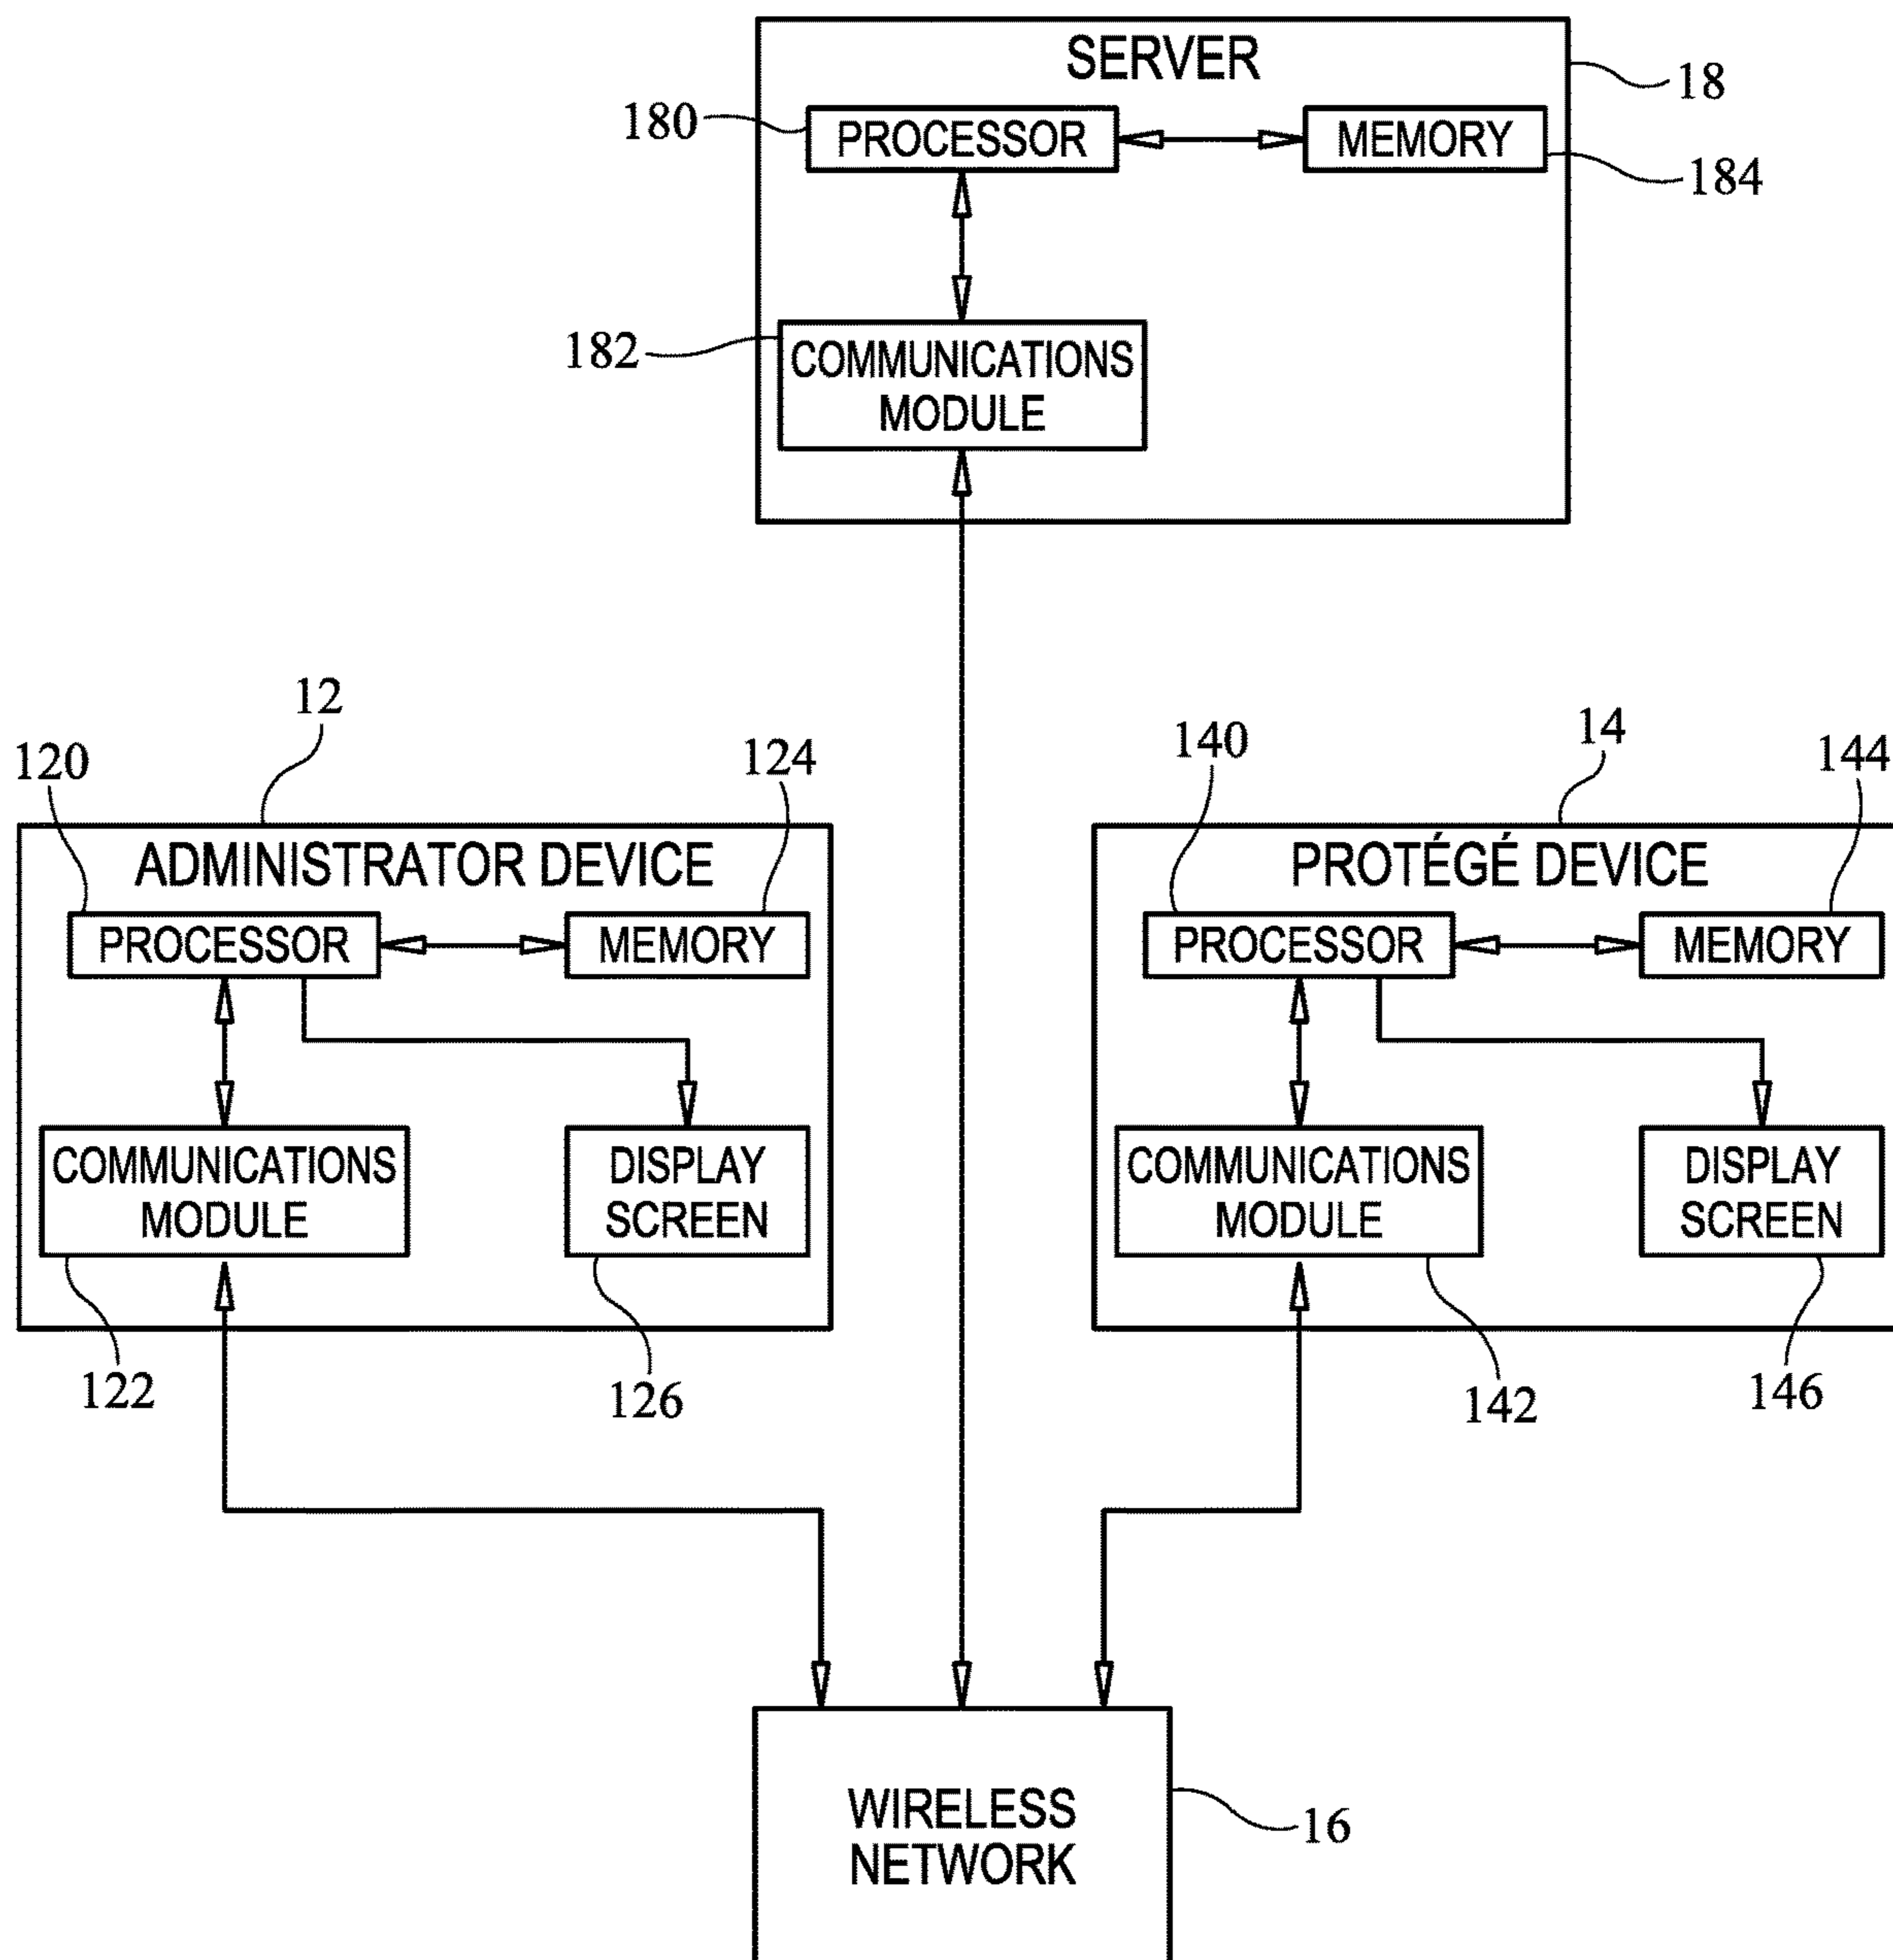 SERVER
18
180
PROCESSOR
MEMORY
184
182
COMMUNICATIONS
MODULE
12
120
124
ADMINISTRATOR DEVICE
PROCESSOR
MEMORY
COMMUNICATIONS
MODULE
DISPLAY
SCREEN
122
126
14
140
144
PROTÉGÉ DEVICE
PROCESSOR
MEMORY
COMMUNICATIONS
MODULE
DISPLAY
SCREEN
142
146
WIRELESS
NETWORK
16